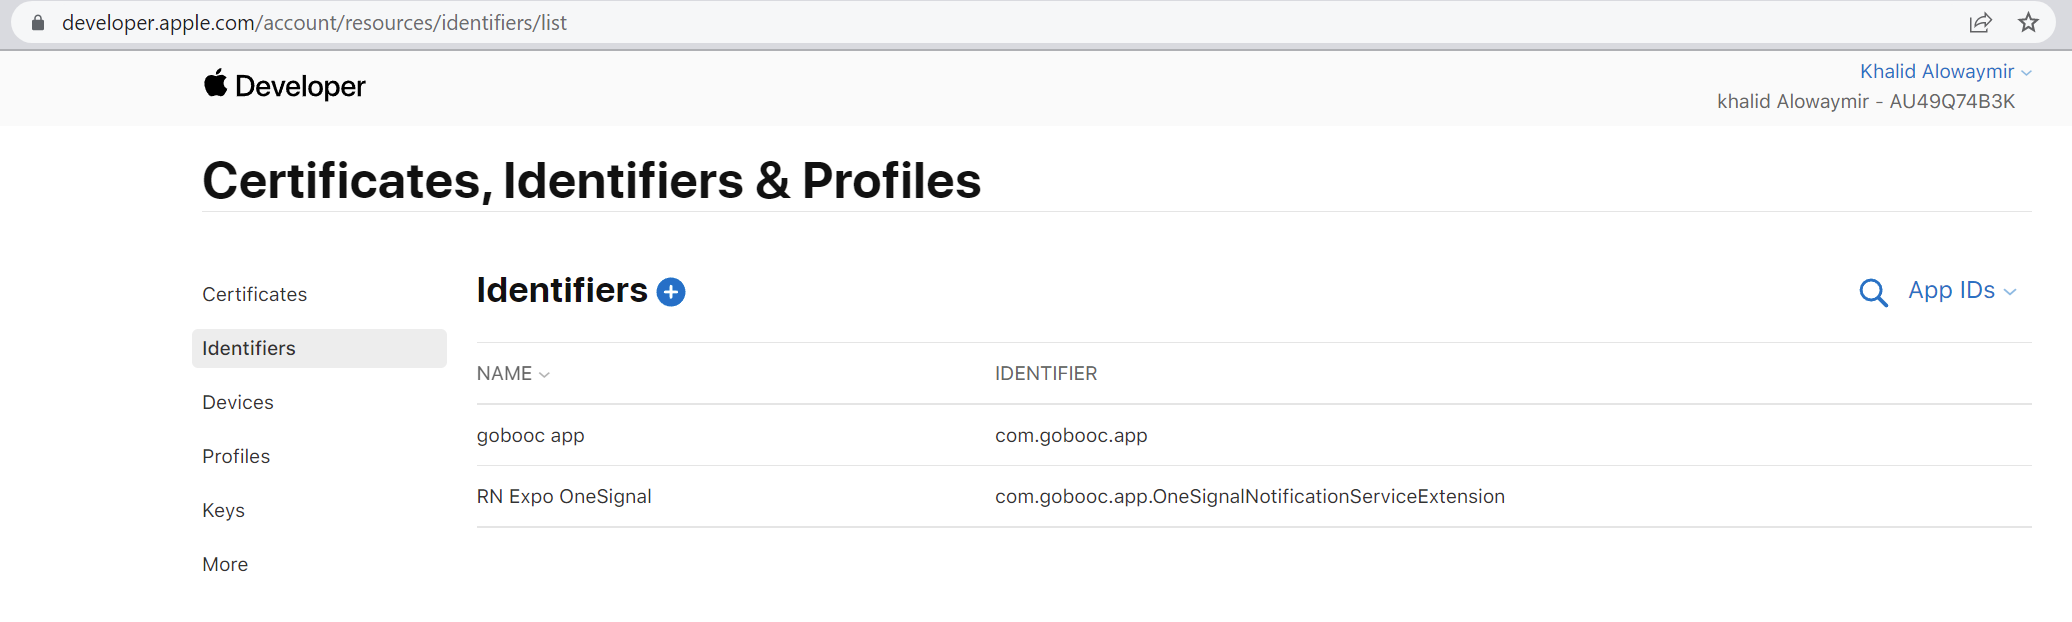 developer.apple.com/account/resources/identifiers/list
Developer
Khalid Alowaymir
khalid Alowaymir - AU49Q74B3K
Certificates, Identifiers & Profiles
Certificates
Identifiers
Devices
Profiles
Keys
More
Identifiers
App IDs
NAME IDENTIFIER
gobooc app com.gobooc.app
RN Expo OneSignal com.gobooc.app.OneSignalNotificationServiceExtension